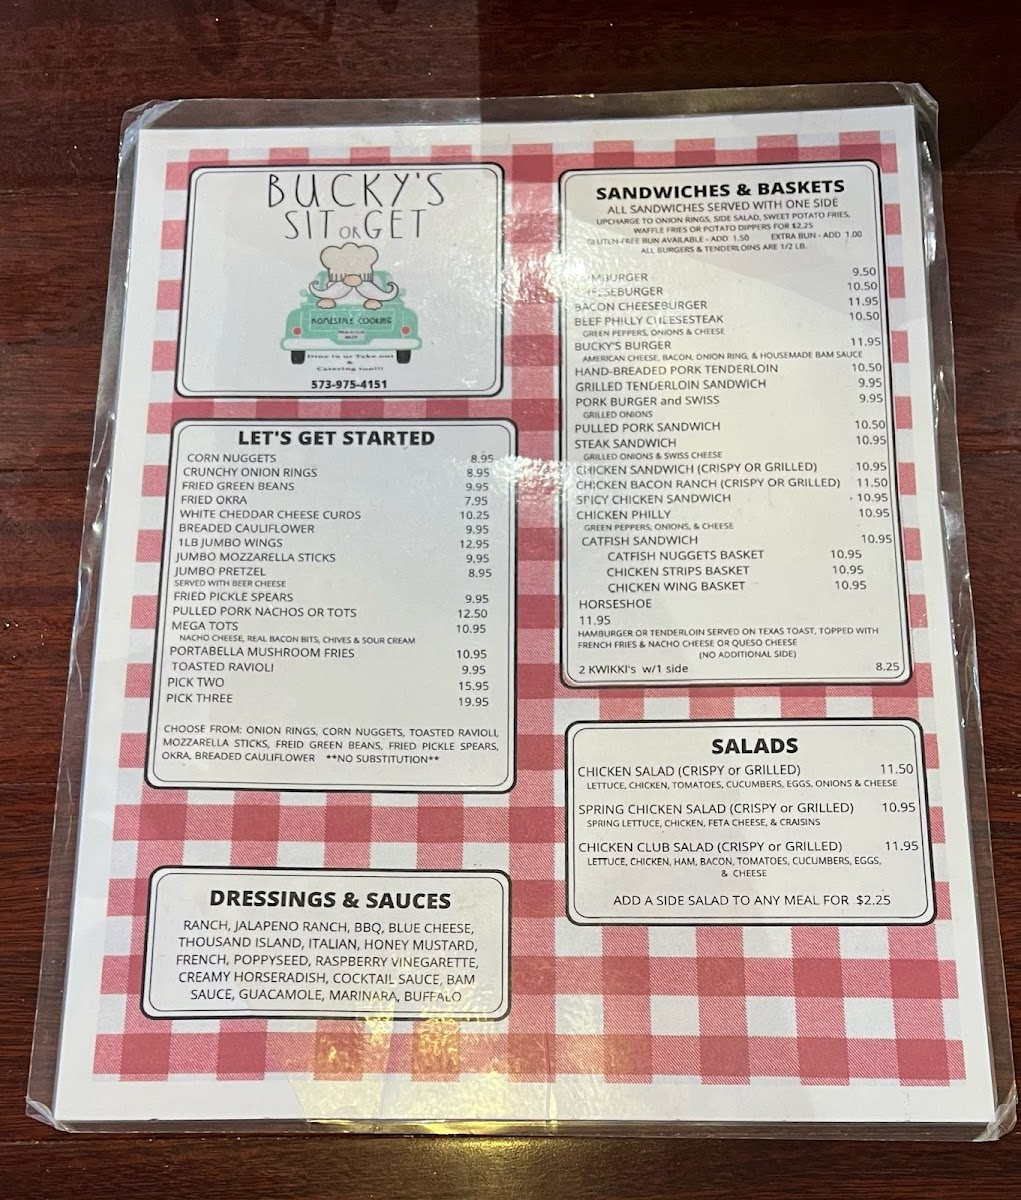 BUCKY'S
SIT OR GET
HOMESTYLE COOKING
Dine in or Take out
&
Catering too!!!
573-975-4151
LET'S GET STARTED
CORN NUGGETS 8.95
CRUNCHY ONION RINGS 8.95
FRIED GREEN BEANS 9.95
FRIED OKRA 7.95
WHITE CHEDDAR CHEESE CURDS 10.25
BREADED CAULIFLOWER 9.95
1LB JUMBO WINGS 12.95
JUMBO MOZZARELLA STICKS 9.95
JUMBO PRETZEL 8.95
SERVED WITH BEER CHEESE
FRIED PICKLE SPEARS 9.95
PULLED PORK NACHOS OR TOTS 12.50
MEGA TOTS 10.95
NACHO CHEESE, REAL BACON BITS, CHIVES & SOUR CREAM
PORTABELLA MUSHROOM FRIES 10.95
TOASTED RAVIOLI 9.95
PICK TWO 15.95
PICK THREE 19.95
CHOOSE FROM: ONION RINGS, CORN NUGGETS, TOASTED RAVIOLI,
MOZZARELLA STICKS, FREID GREEN BEANS, FRIED PICKLE SPEARS,
OKRA, BREADED CAULIFLOWER **NO SUBSTITUTION**
DRESSINGS & SAUCES
RANCH, JALAPENO RANCH, BBQ, BLUE CHEESE,
THOUSAND ISLAND, ITALIAN, HONEY MUSTARD,
FRENCH, POPPYSEED, RASPBERRY VINEGARETTE,
CREAMY HORSERADISH, COCKTAIL SAUCE, BAM
SAUCE, GUACAMOLE, MARINARA, BUFFALO
SANDWICHES & BASKETS
ALL SANDWICHES SERVED WITH ONE SIDE
UPCHARGE TO ONION RINGS, SIDE SALAD, SWEET POTATO FRIES,
WAFFLE FRIES OR POTATO DIPPERS FOR $2.25
GLUTEN-FREE BUN AVAILABLE - ADD 1.50 EXTRA BUN - ADD 1.00
ALL BURGERS & TENDERLOINS ARE 1/2 LB.
HAMBURGER 9.50
CHEESEBURGER 10.50
BACON CHEESEBURGER 11.95
BEEF PHILLY CHEESESTEAK 10.50
GREEN PEPPERS, ONIONS & CHEESE
BUCKY'S BURGER 11.95
AMERICAN CHEESE, BACON, ONION RING, & HOUSEMADE BAM SAUCE
HAND-BREADED PORK TENDERLOIN 10.50
GRILLED TENDERLOIN SANDWICH 9.95
PORK BURGER and SWISS 9.95
GRILLED ONIONS
PULLED PORK SANDWICH 10.50
STEAK SANDWICH 10.95
GRILLED ONIONS & SWISS CHEESE
CHICKEN SANDWICH (CRISPY OR GRILLED) 10.95
CHICKEN BACON RANCH (CRISPY OR GRILLED) 11.50
SPICY CHICKEN SANDWICH 10.95
CHICKEN PHILLY 10.95
GREEN PEPPERS, ONIONS, & CHEESE
CATFISH SANDWICH 10.95
CATFISH NUGGETS BASKET 10.95
CHICKEN STRIPS BASKET 10.95
CHICKEN WING BASKET 10.95
HORSESHOE
11.95
HAMBURGER OR TENDERLOIN SERVED ON TEXAS TOAST, TOPPED WITH
FRENCH FRIES & NACHO CHEESE OR QUESO CHEESE
(NO ADDITIONAL SIDE)
2 KWIKKI's w/1 side 8.25
SALADS
CHICKEN SALAD (CRISPY or GRILLED) 11.50
LETTUCE, CHICKEN, TOMATOES, CUCUMBERS, EGGS, ONIONS & CHEESE
SPRING CHICKEN SALAD (CRISPY or GRILLED) 10.95
SPRING LETTUCE, CHICKEN, FETA CHEESE, & CRAISINS
CHICKEN CLUB SALAD (CRISPY or GRILLED) 11.95
LETTUCE, CHICKEN, HAM, BACON, TOMATOES, CUCUMBERS, EGGS,
& CHEESE
ADD A SIDE SALAD TO ANY MEAL FOR $2.25